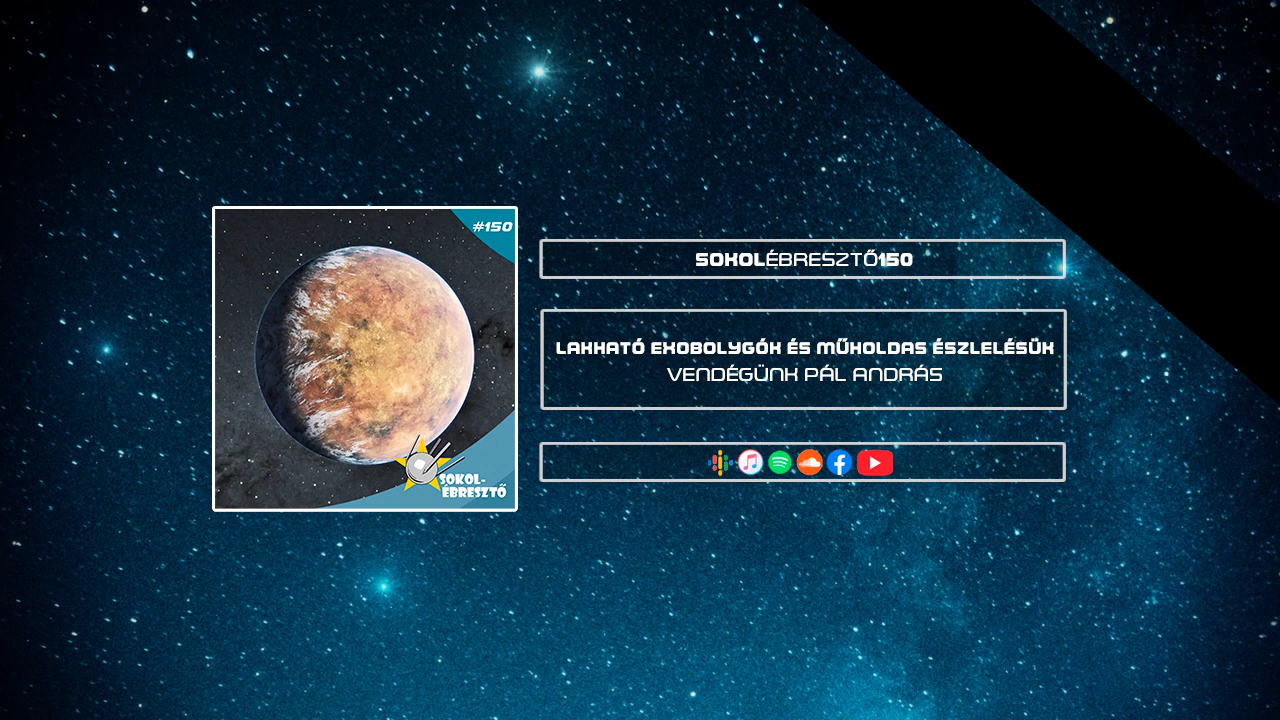 #150
SOKOL-
ÉBRESZTŐ
SOKOLÉBRESZTŐ150
LAKHATÓ EXOBOLYGÓK ÉS MŰHOLDAS ÉSZLELÉSÜK
VENDÉGÜNK PÁL ANDRÁS